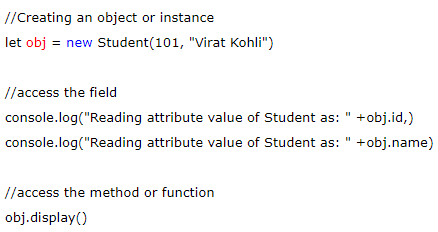 //Creating an object or instance
let obj = new Student(101, "Virat Kohli")
//access the field
console.log("Reading attribute value of Student as: " +obj.id,)
console.log("Reading attribute value of Student as: " +obj.name)
//access the method or function
obj.display()